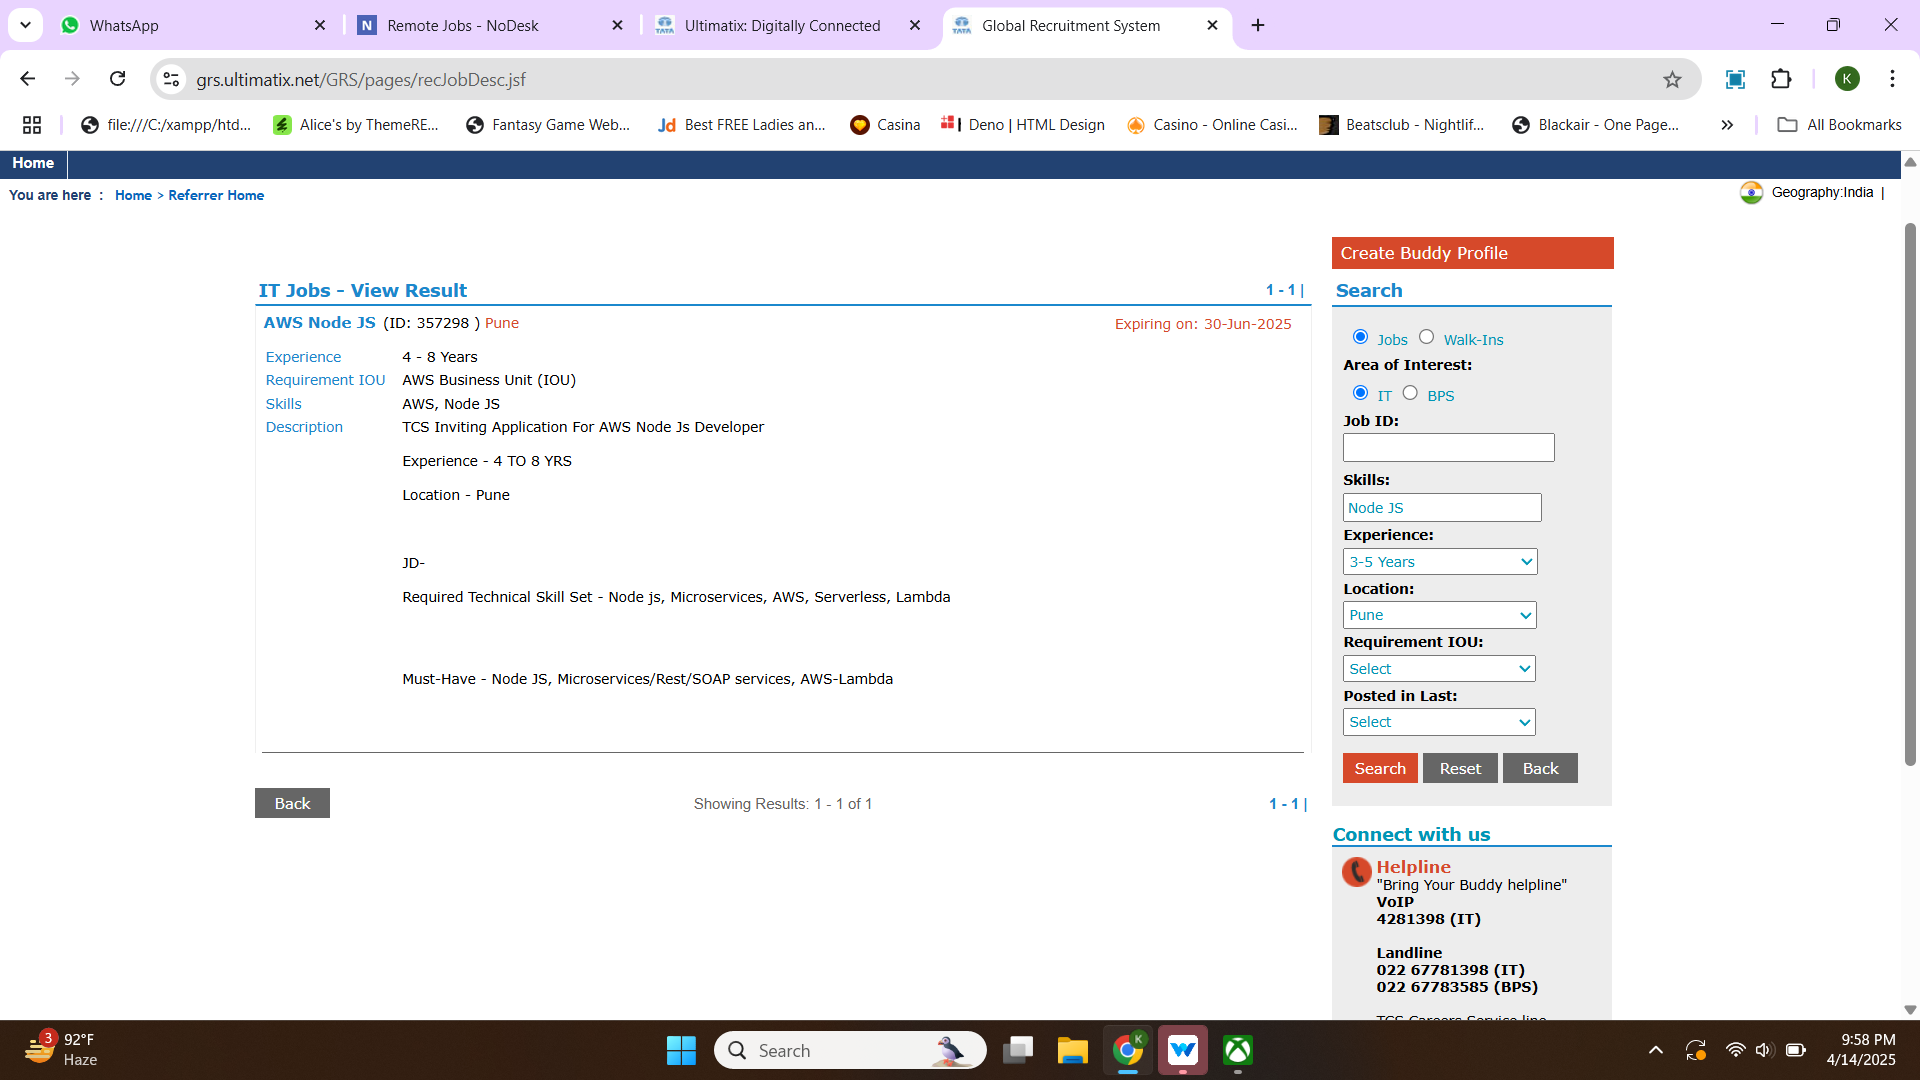 WhatsApp
Remote Jobs - NoDesk
Ultimatix: Digitally Connected
Global Recruitment System
grs.ultimatix.net/GRS/pages/recJobDesc.jsf
K
file:///C:/xampp/htd...
Alice's by ThemeRE...
Fantasy Game Web...
Best FREE Ladies an...
Casina
Deno | HTML Design
Casino - Online Casi...
Beatsclub - Nightlif...
Blackair - One Page...
All Bookmarks
Home
You are here : Home > Referrer Home
Geography:India |
Create Buddy Profile
IT Jobs - View Result
1 - 1 |
AWS Node JS (ID: 357298 ) Pune
Expiring on: 30-Jun-2025
Experience 4 - 8 Years
Requirement IOU AWS Business Unit (IOU)
Skills AWS, Node JS
Description TCS Inviting Application For AWS Node Js Developer
Experience - 4 TO 8 YRS
Location - Pune
JD-
Required Technical Skill Set - Node js, Microservices, AWS, Serverless, Lambda
Must-Have - Node JS, Microservices/Rest/SOAP services, AWS-Lambda
Back
Showing Results: 1 - 1 of 1
1 - 1 |
Search
Jobs Walk-Ins
Area of Interest:
IT BPS
Job ID:
Skills:
Node JS
Experience:
3-5 Years
Location:
Pune
Requirement IOU:
Select
Posted in Last:
Select
Search Reset Back
Connect with us
Helpline
"Bring Your Buddy helpline"
VoIP
4281398 (IT)
Landline
022 67781398 (IT)
022 67783585 (BPS)
TCS Careers Service line
3
92°F
Haze
Search
9:58 PM
4/14/2025